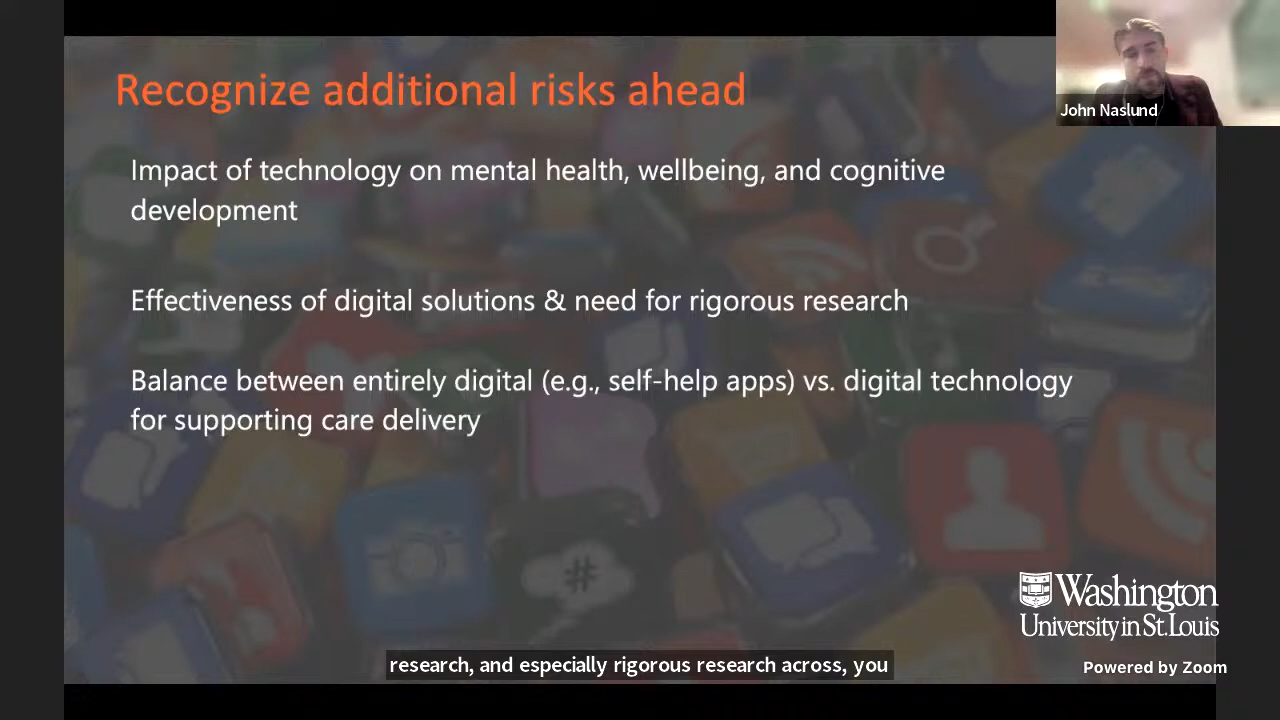 Recognize additional risks ahead
John Naslund
Impact of technology on mental health, wellbeing, and cognitive
development
Effectiveness of digital solutions & need for rigorous research
Balance between entirely digital (e.g., self-help apps) vs. digital technology
for supporting care delivery
#
Washington
University in St. Louis
research, and especially rigorous research across, you
Powered by Zoom